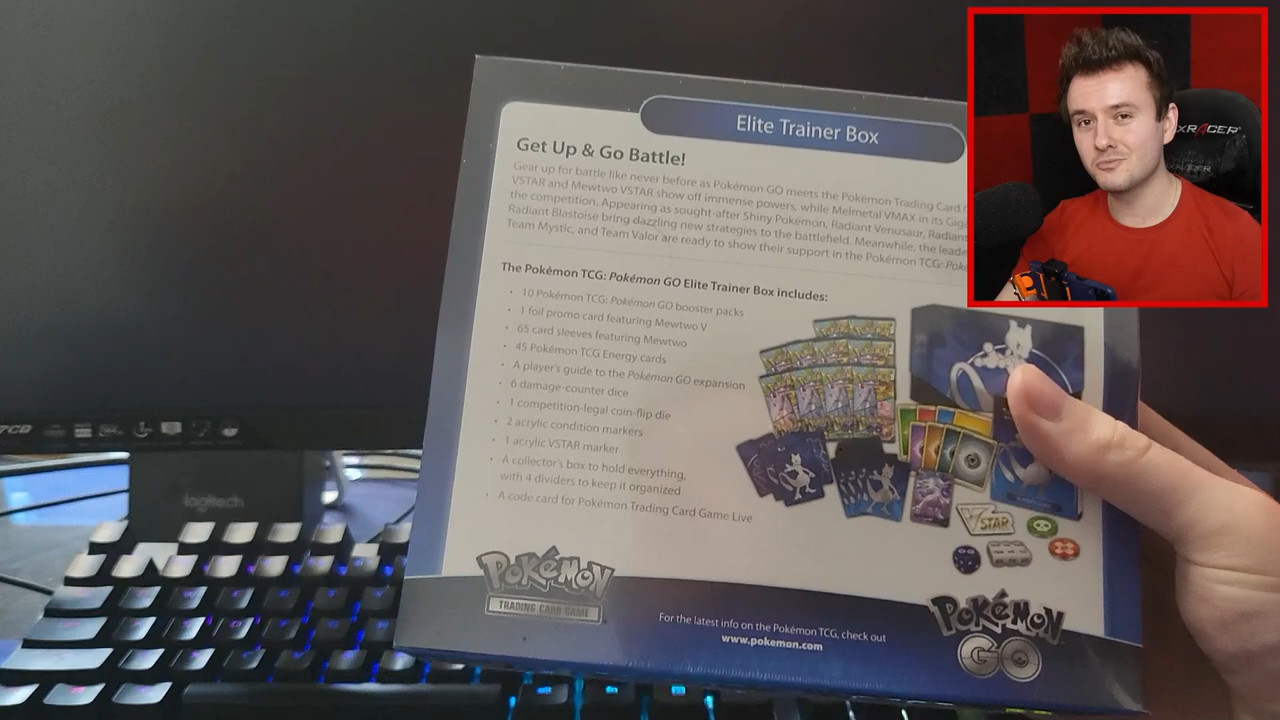 Elite Trainer Box
Get Up & Go Battle!
Gear up for battle like never before as Pokémon GO meets the Pokémon Trading Card
VSTAR and Mewtwo VSTAR show off immense powers, while Melmetal VMAX in its
the competition. Appearing as sought-after Shiny Pokémon, Radiant Venusaur, Radiant
Radiant Blastoise bring dazzling new strategies to the battlefield. Meanwhile, the
Team Mystic, and Team Valor are ready to show their support in the Pokémon TCG:
The Pokémon TCG: Pokémon GO Elite Trainer Box includes:
• 10 Pokémon TCG: Pokémon GO booster packs
• 1 foil promo card featuring Mewtwo V
• 65 card sleeves featuring Mewtwo
• 45 Pokémon TCG Energy cards
• A player's guide to the Pokémon GO expansion
• 6 damage-counter dice
• 1 competition-legal coin-flip die
• 2 acrylic condition markers
• 1 acrylic VSTAR marker
• A collector's box to hold everything,
with 4 dividers to keep it organized
• A code card for Pokémon Trading Card Game Live
VSTAR
Pokémon
TRADING CARD GAME
For the latest info on the Pokémon TCG, check out
www.pokemon.com
Pokémon
GO
logitech